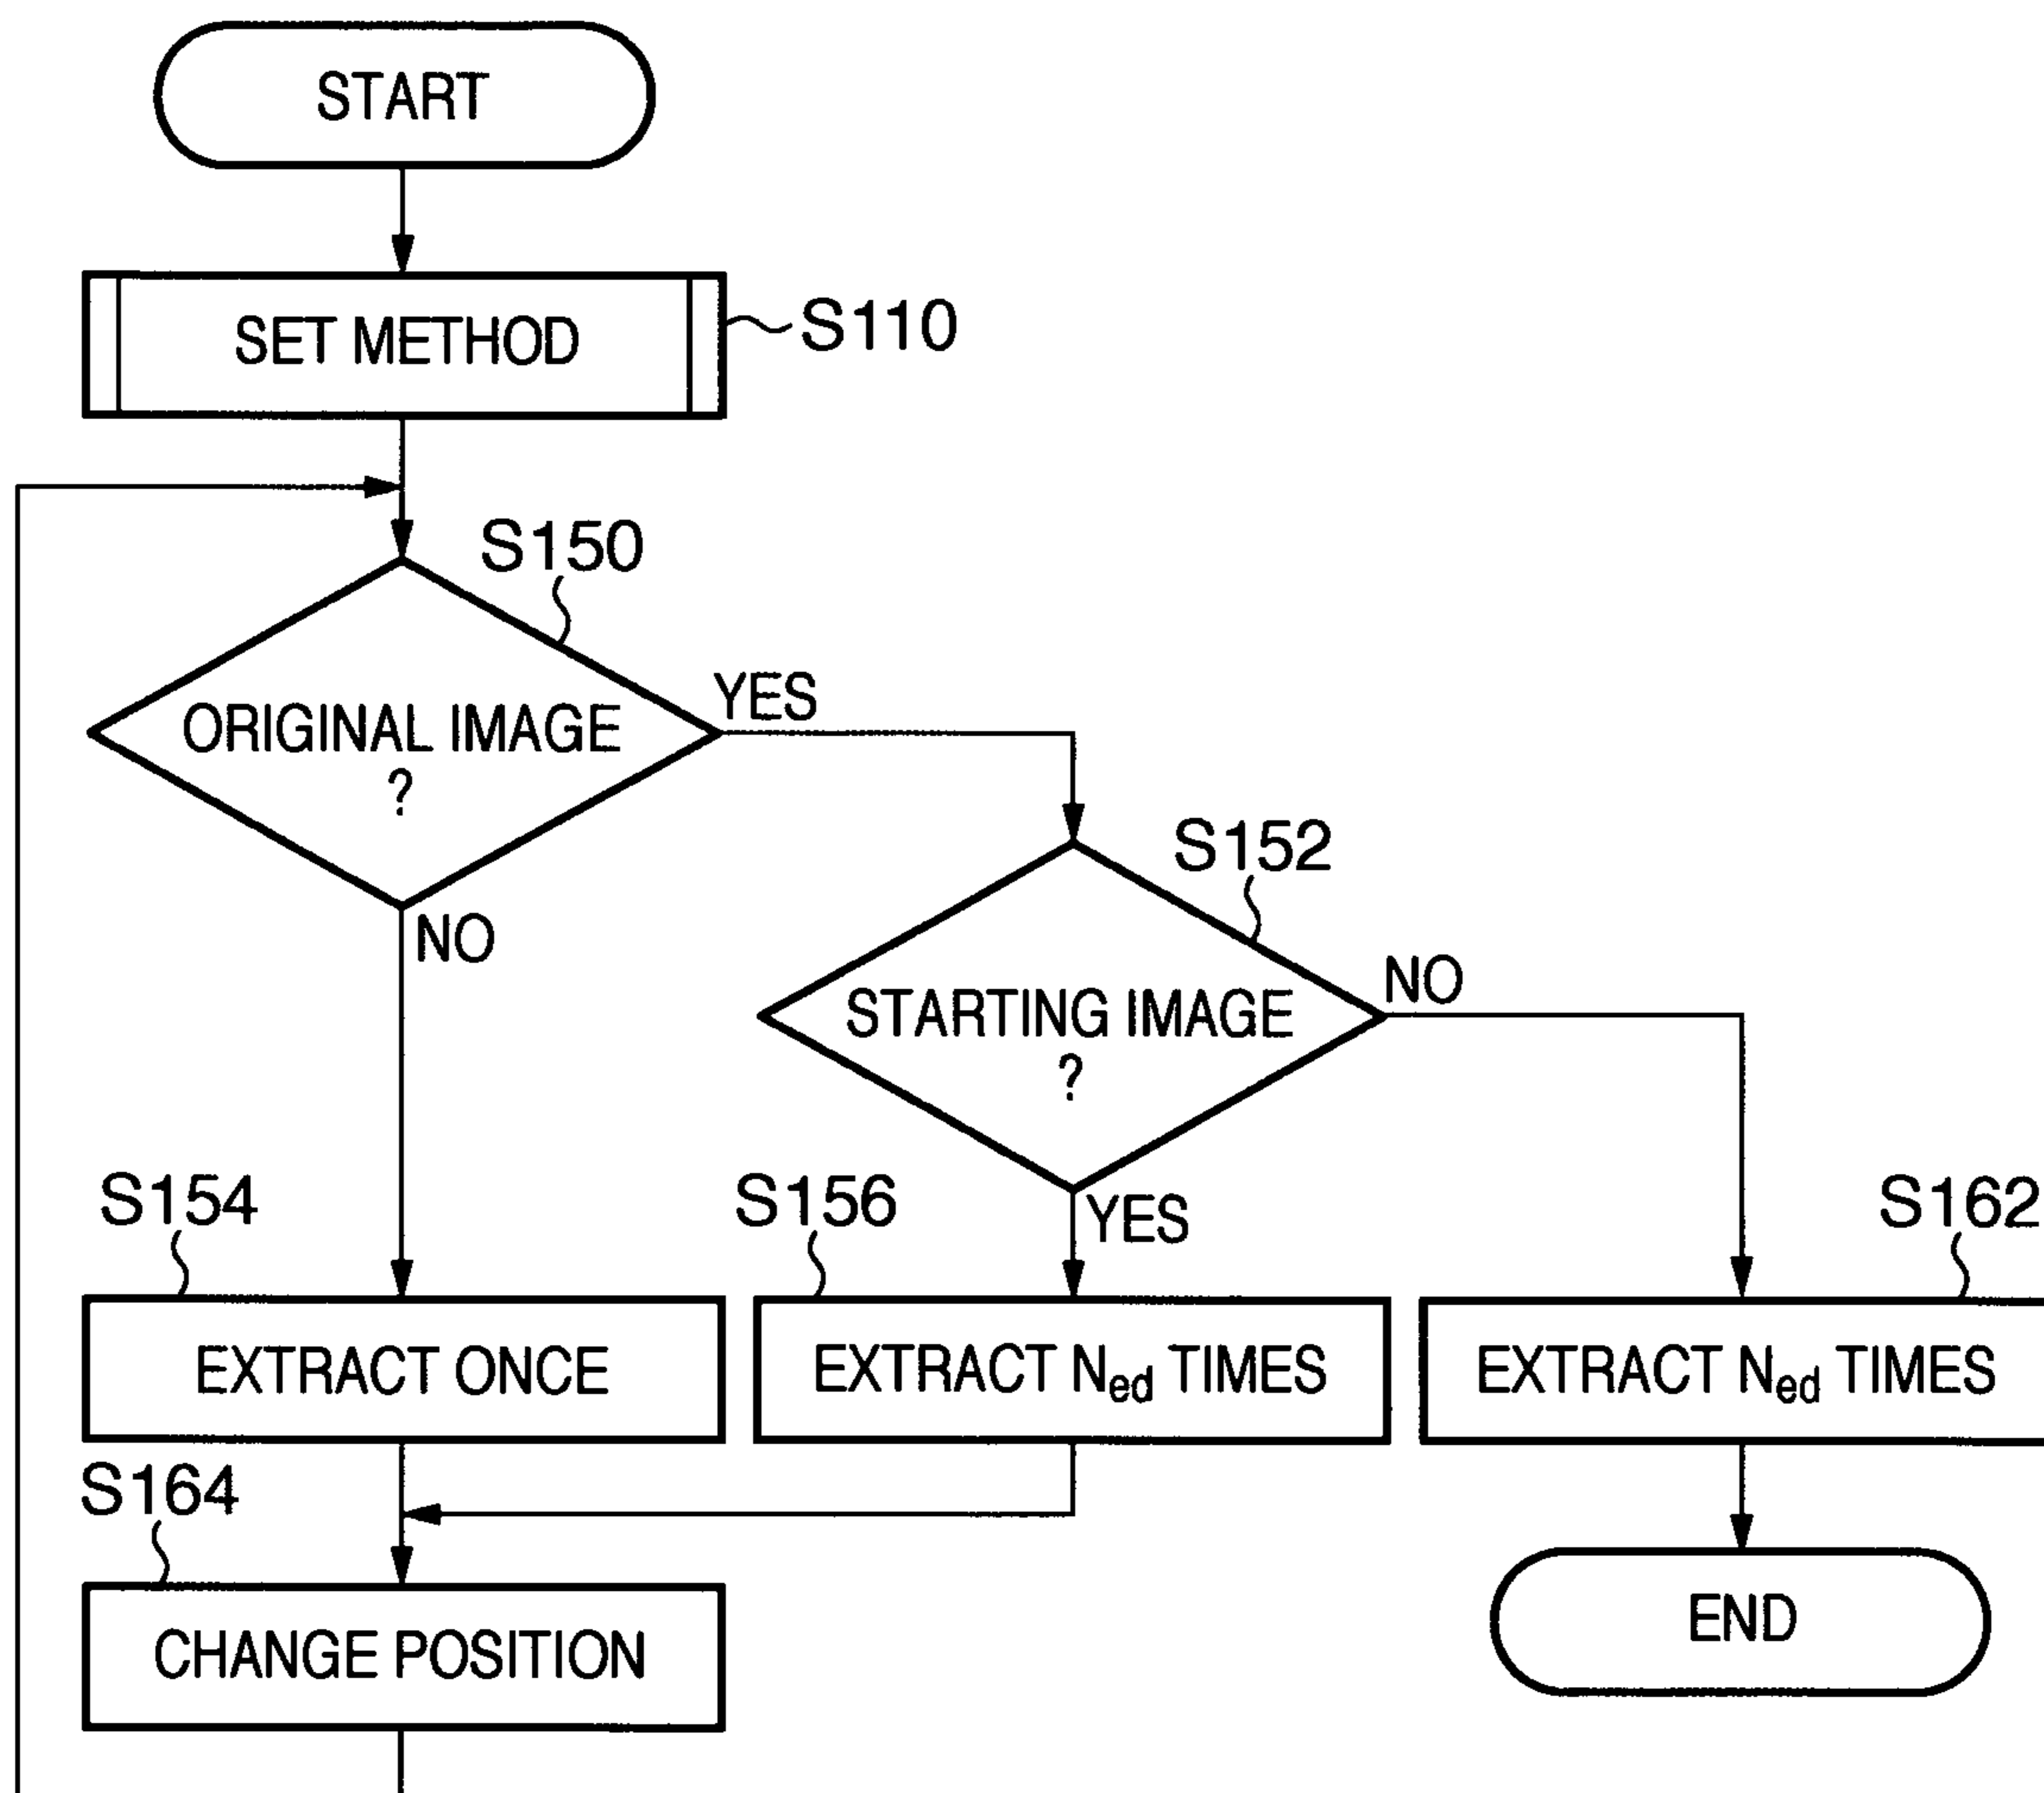 START
SET METHOD
S110
S150
ORIGINAL IMAGE
?
YES
NO
S152
STARTING IMAGE
?
NO
YES
S154
S156
S162
EXTRACT ONCE
EXTRACT Ned TIMES
EXTRACT Ned TIMES
S164
CHANGE POSITION
END